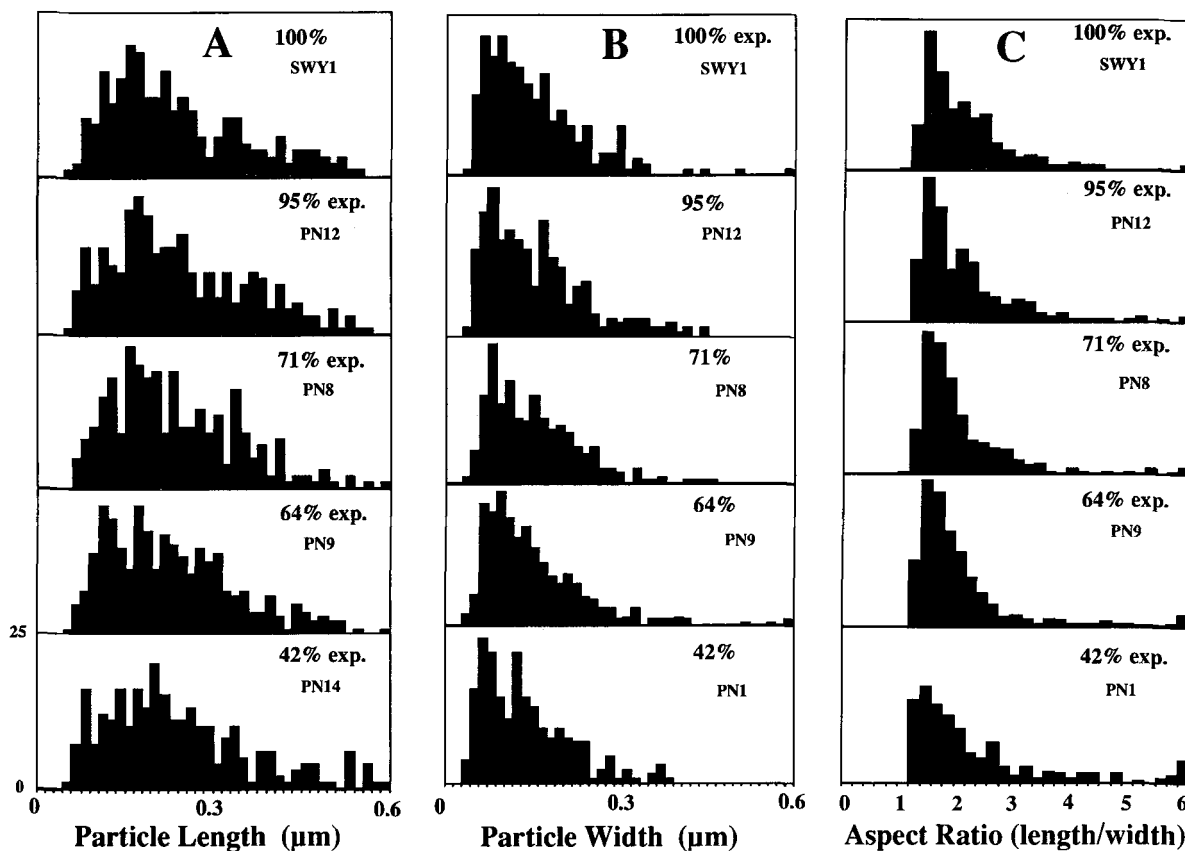 A
100%
SWY1
95% exp.
PN12
71% exp.
PN8
64% exp.
PN9
25
42% exp.
PN14
0
0 0.3 0.6
Particle Length (µm)
B
100% exp.
SWY1
95%
PN12
71%
PN8
64%
PN9
42%
PN1
0 0.3 0.6
Particle Width (µm)
C
100% exp.
SWY1
95% exp.
PN12
71% exp.
PN8
64% exp.
PN9
42% exp.
PN1
0 1 2 3 4 5 6
Aspect Ratio (length/width)